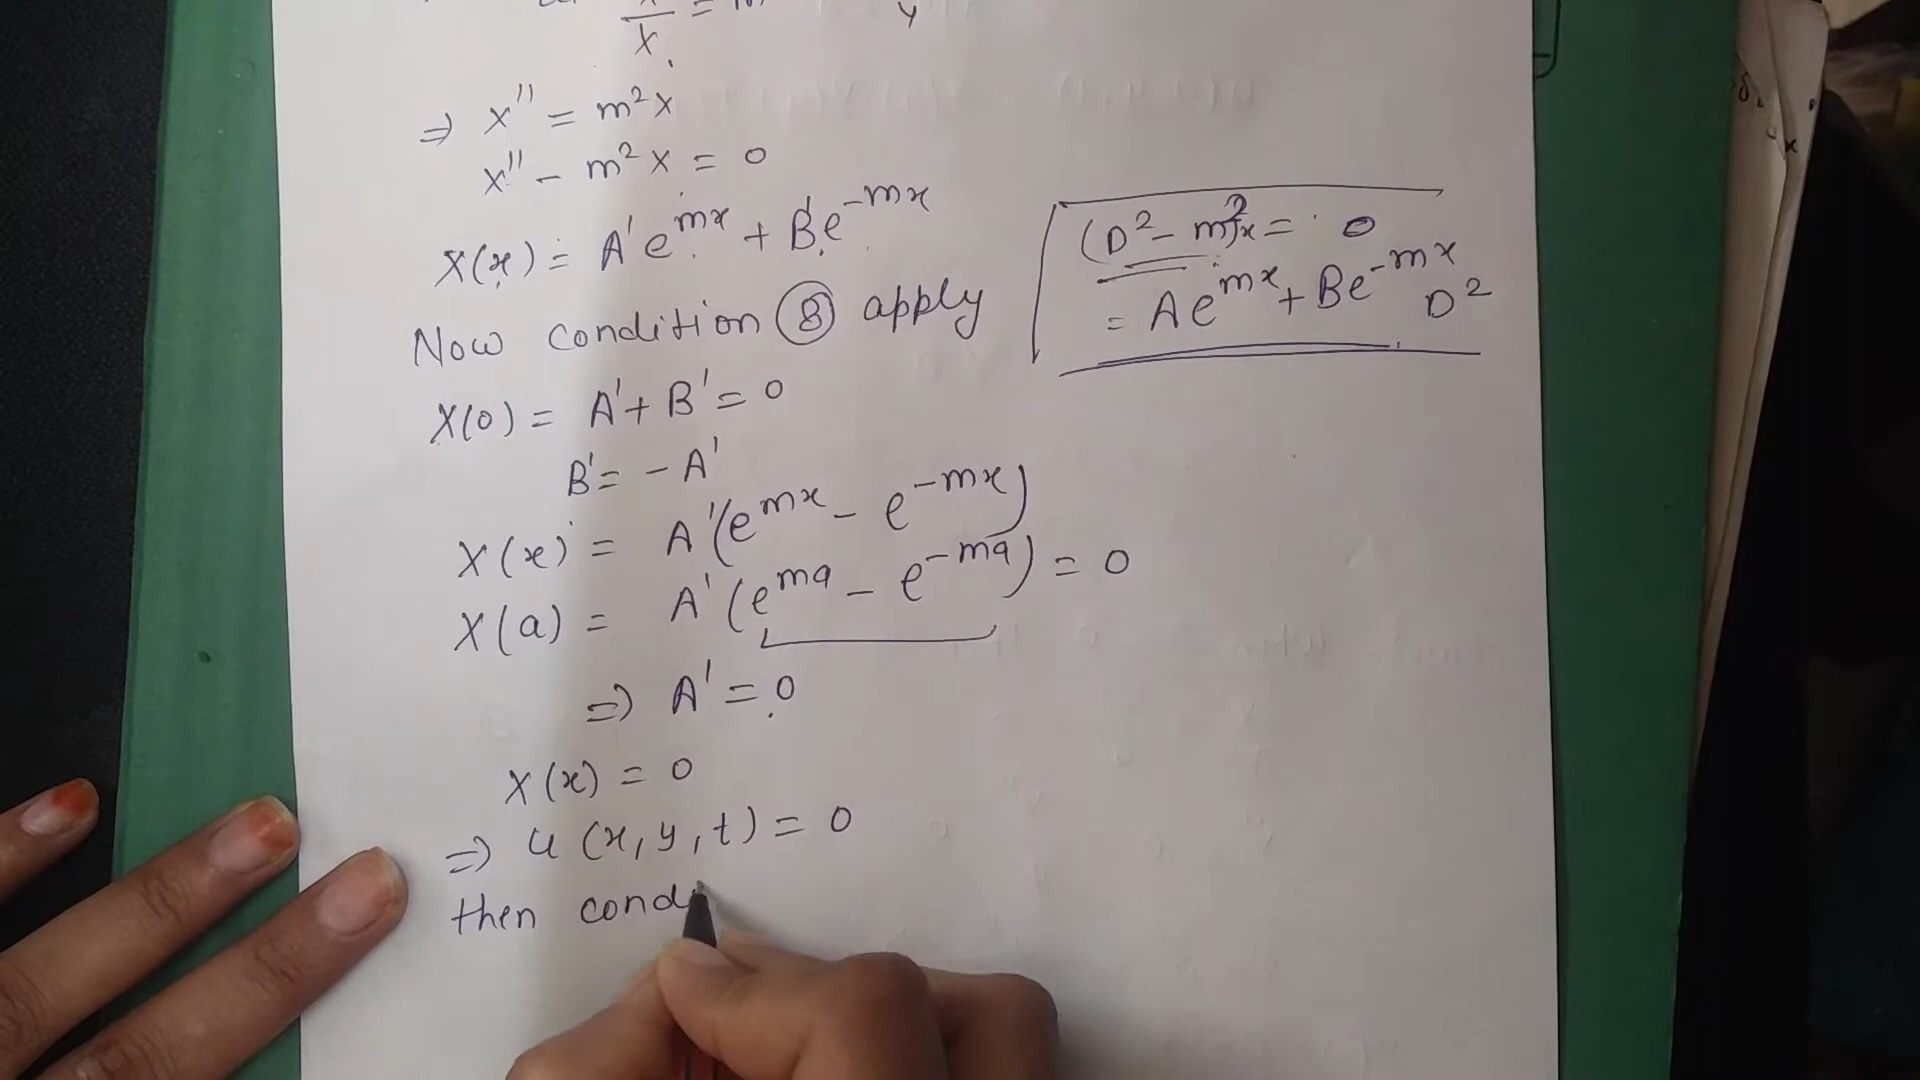 ⇒ X'' = m²X
X'' - m²X = 0
X(x) = A'e^mx + B'e^-mx
(D² - m²)x = 0
= Ae^mx + Be^-mx D²
Now condition ⑧ apply
X(0) = A' + B' = 0
B' = - A'
X(x) = A'(e^mx - e^-mx)
X(a) = A'(e^ma - e^-ma) = 0
⇒ A' = 0
X(x) = 0
⇒ u(x,y,t) = 0
then cond